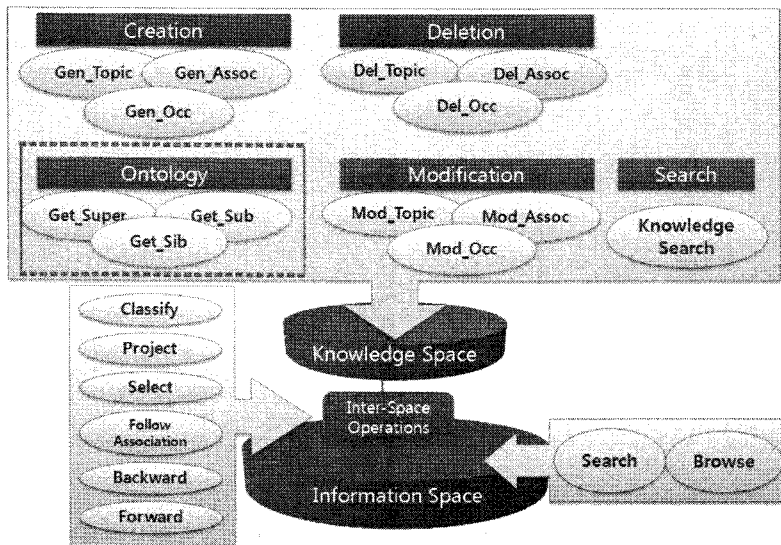 Creation
Gen_Topic
Gen_Assoc
Gen_Occ
Deletion
Del_Topic
Del_Assoc
Del_Occ
Ontology
Get_Super
Get_Sub
Get_Sib
Modification
Mod_Topic
Mod_Assoc
Mod_Occ
Search
Knowledge
Search
Classify
Project
Select
Follow
Association
Backward
Forward
Knowledge Space
Inter-Space
Operations
Information Space
Search
Browse